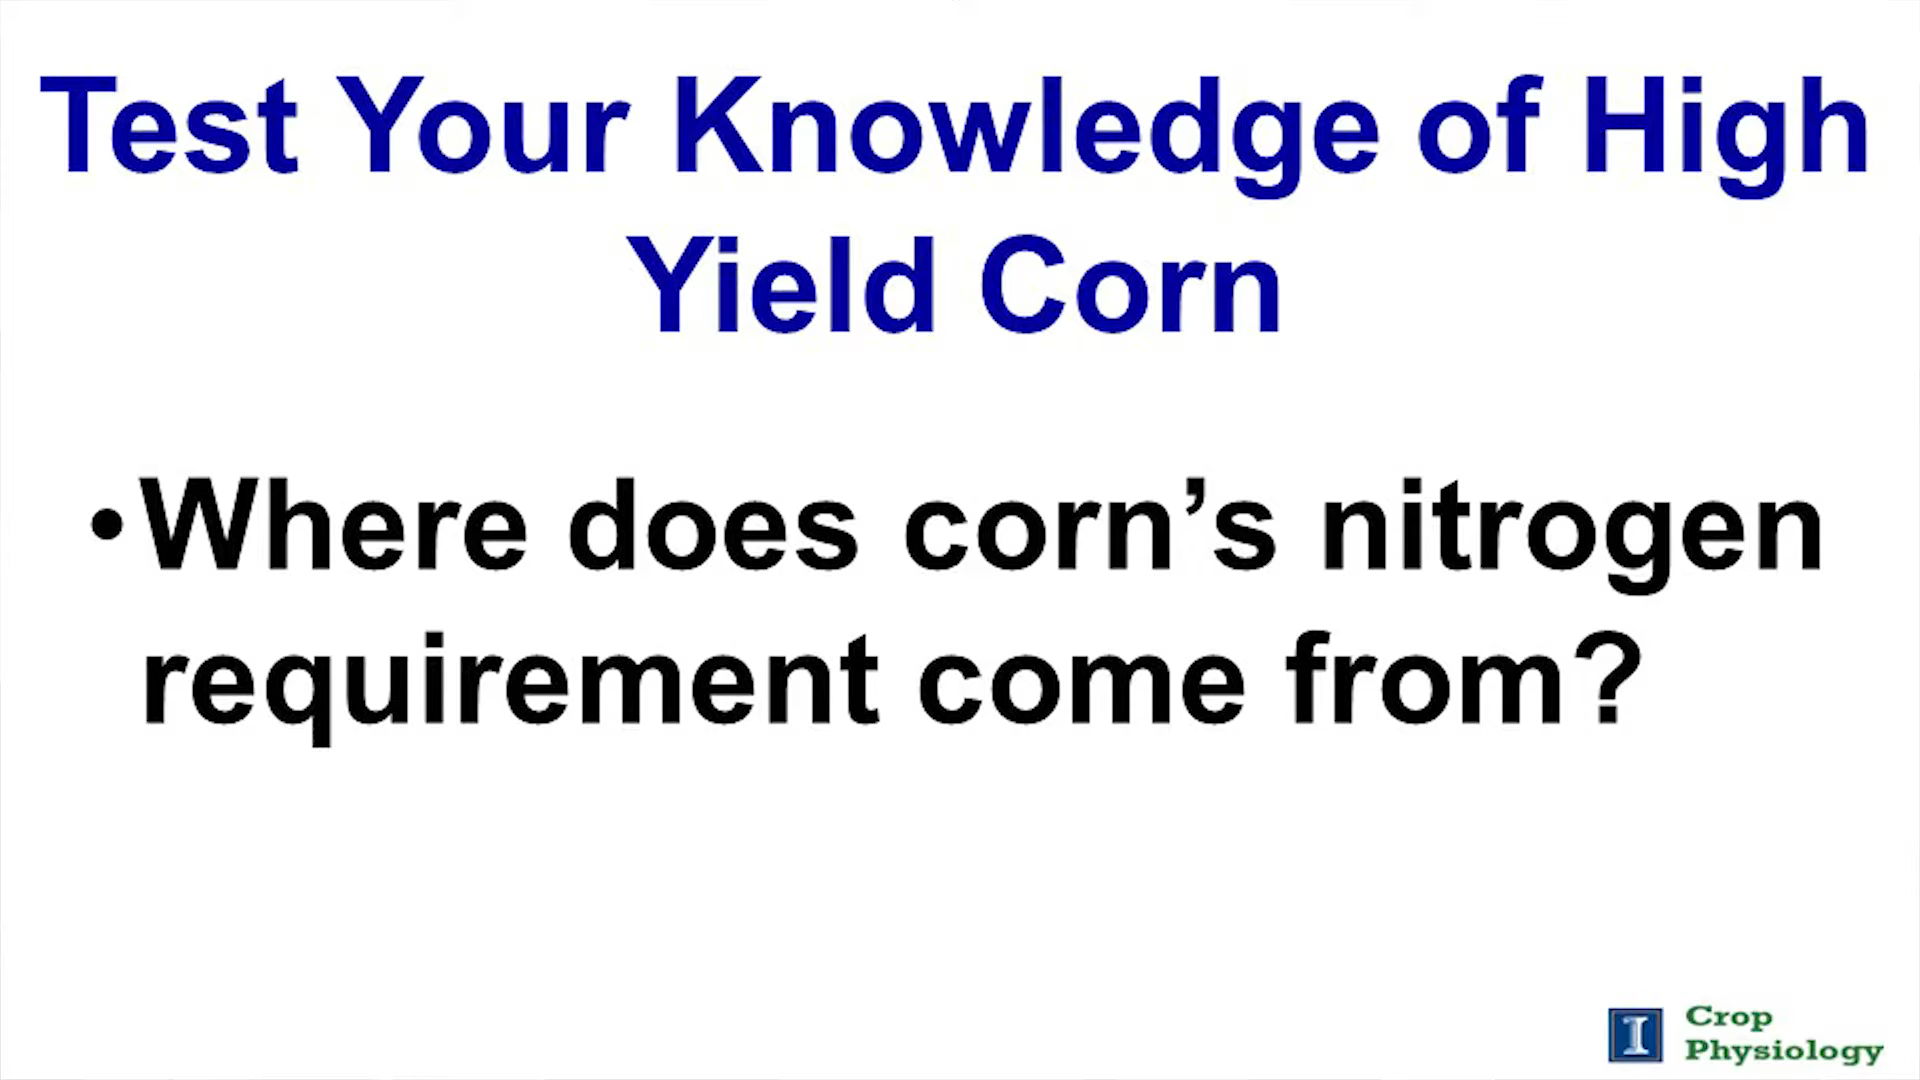 Test Your Knowledge of High
Yield Corn
•Where does corn’s nitrogen
requirement come from?
I Crop
Physiology